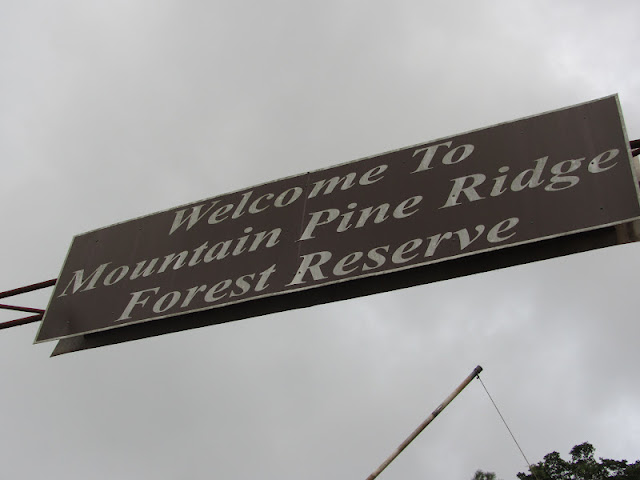 Welcome To
Mountain Pine Ridge
Forest Reserve